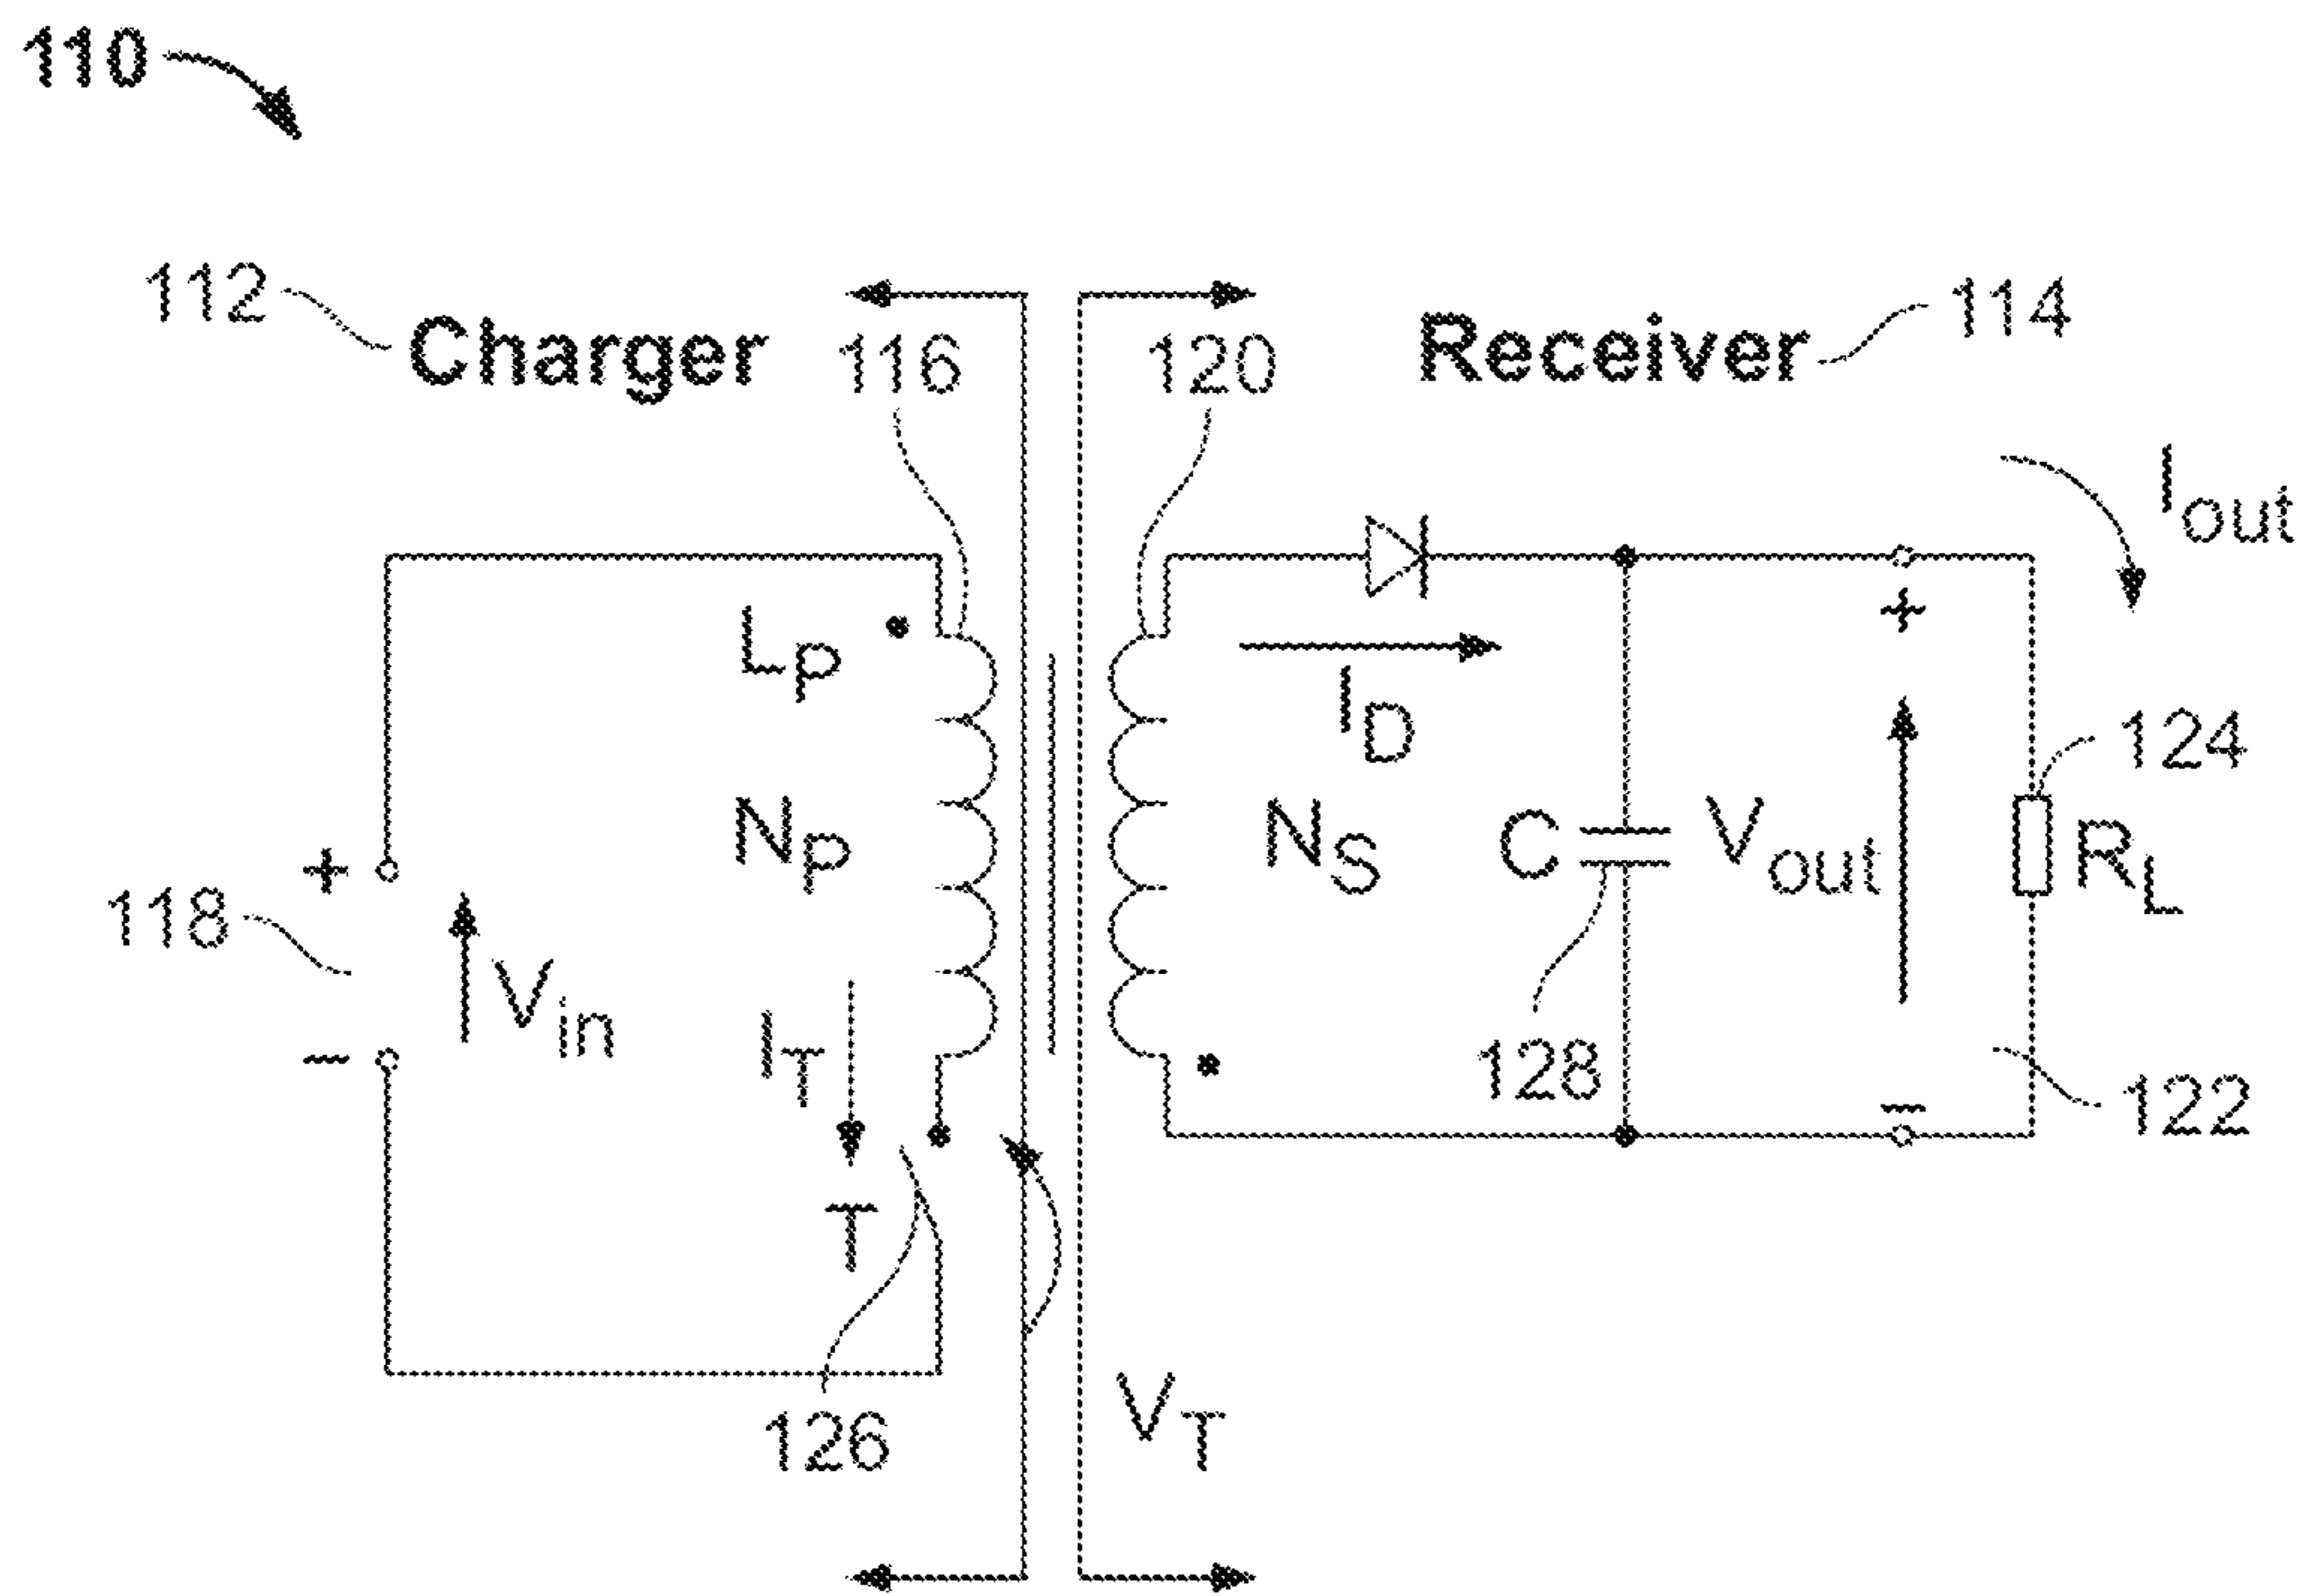 110
112
Charger
116
120
Receiver
114
Iout
LP
ID
124
NP
NS
C
Vout
RL
+
118
Vin
−
IT
128
122
+
−
T
126
VT